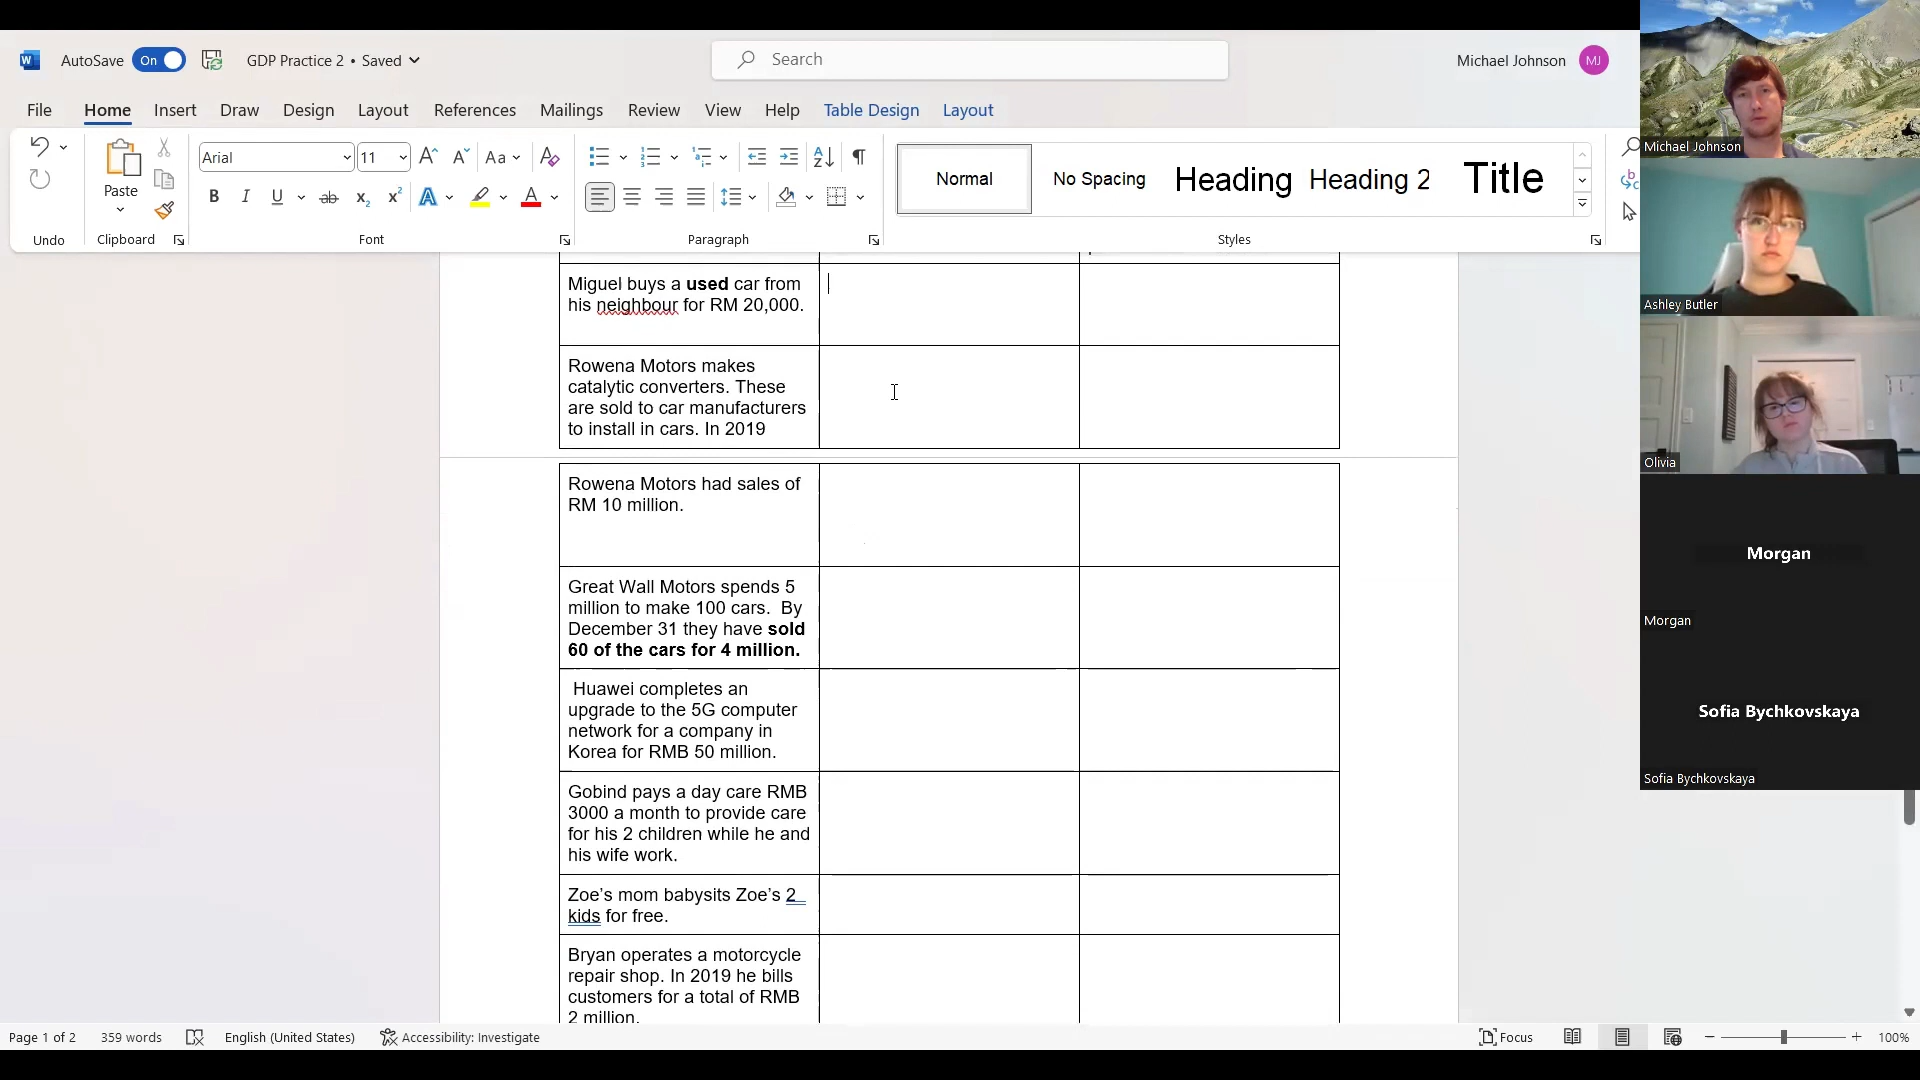 AutoSave On GDP Practice 2 • Saved Search Michael Johnson MJ
File Home Insert Draw Design Layout References Mailings Review View Help Table Design Layout
Paste Arial 11 Aa Normal No Spacing Heading Heading 2 Title
B I U ab x₂ x² A A
Undo Clipboard Font Paragraph Styles
Miguel buys a used car from
his neighbour for RM 20,000.
Rowena Motors makes
catalytic converters. These
are sold to car manufacturers
to install in cars. In 2019
Rowena Motors had sales of
RM 10 million.
Great Wall Motors spends 5
million to make 100 cars.  By
December 31 they have sold
60 of the cars for 4 million.
Huawei completes an
upgrade to the 5G computer
network for a company in
Korea for RMB 50 million.
Gobind pays a day care RMB
3000 a month to provide care
for his 2 children while he and
his wife work.
Zoe’s mom babysits Zoe’s 2
kids for free.
Bryan operates a motorcycle
repair shop. In 2019 he bills
customers for a total of RMB
2 million.
Page 1 of 2 359 words English (United States) Accessibility: Investigate Focus 100%
Michael Johnson
Ashley Butler
Olivia
Morgan
Morgan
Sofia Bychkovskaya
Sofia Bychkovskaya